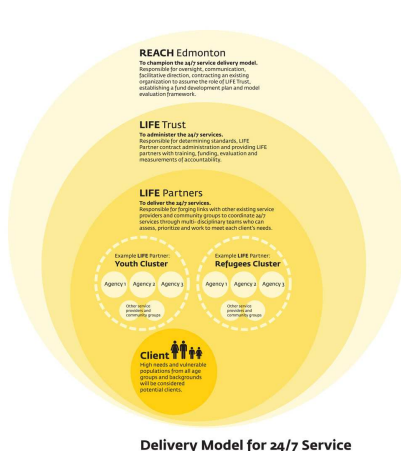 REACH Edmonton
To champion the 24/7 service delivery model.
Responsible for oversight, communication,
facilitative direction, contracting an existing
organization to assume the role of LIFE Trust,
establishing a fund development plan and model
evaluation framework.
LIFE Trust
To administer the 24/7 services.
Responsible for determining standards, LIFE
Partner contract administration and providing LIFE
partners with training, funding, evaluation and
measurements of accountability.
LIFE Partners
To deliver the 24/7 services.
Responsible for forging links with other existing service
providers and community groups to coordinate 24/7
services through multi- disciplinary teams who can
assess, prioritize and work to meet each client's needs.
Example LIFE Partner:
Youth Cluster
Agency 1 Agency 2 Agency 3
Other service
providers and
community groups
Example LIFE Partner:
Refugees Cluster
Agency 1 Agency 2 Agency 3
Other service
providers and
community groups
Client
High needs and vulnerable
populations from all age
groups and backgrounds
will be considered
potential clients.
Delivery Model for 24/7 Service